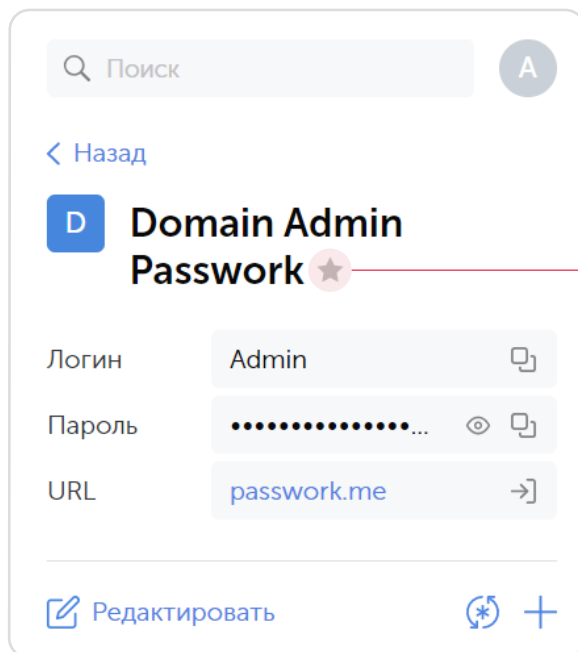 Поиск
A
Назад
D
Domain Admin
Passwork
Логин
Admin
Пароль
•••••••••••••••...
URL
passwork.me
Редактировать